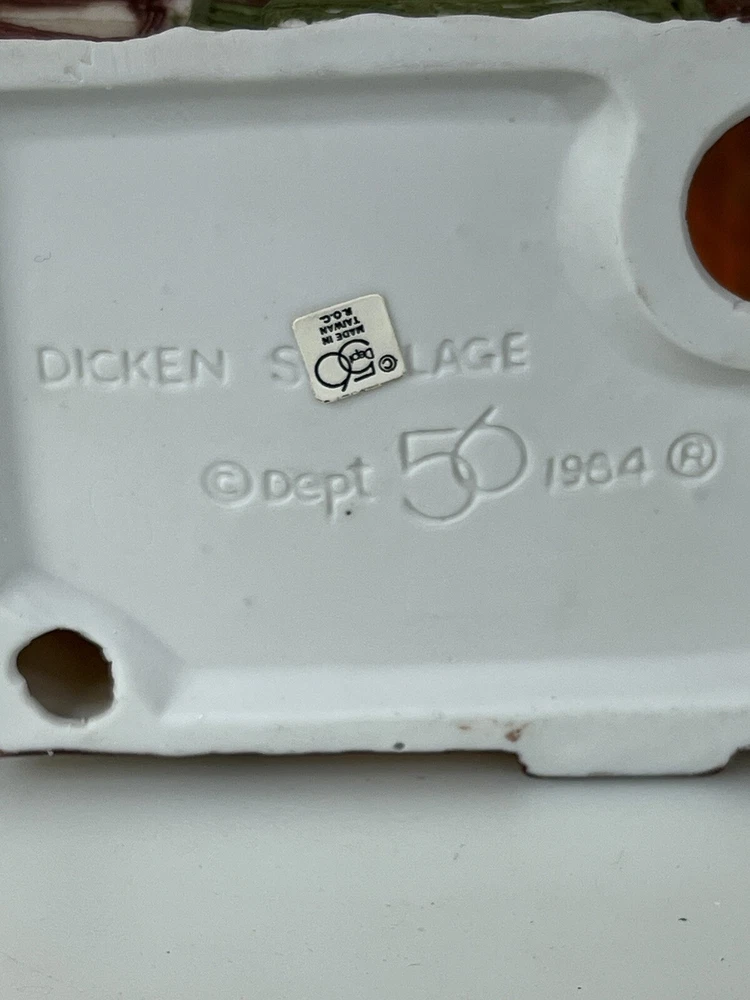 DICKEN S LAGE
© Dept 56 1984 ®
© Dept 56
MADE IN
TAIWAN
R.O.C.